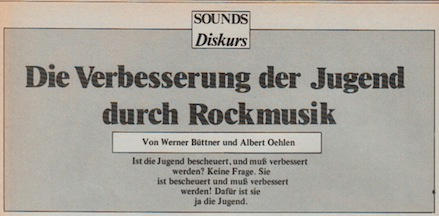 SOUNDS
Diskurs
Die Verbesserung der Jugend
durch Rockmusik
Von Werner Büttner und Albert Oehlen
Ist die Jugend bescheuert, und muß verbessert
werden? Keine Frage. Sie
ist bescheuert und muß verbessert
werden! Dafür ist sie
ja die Jugend.